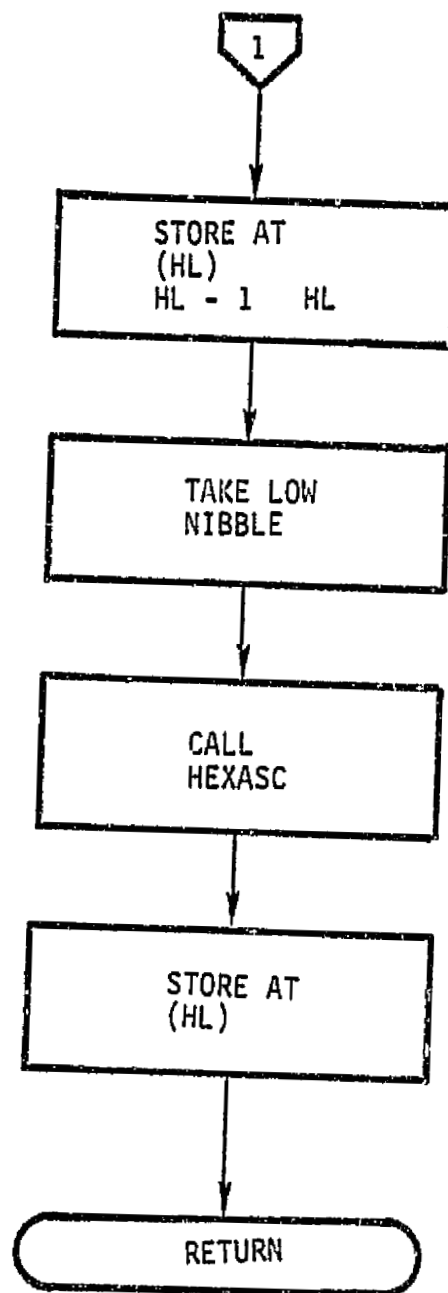 1
STORE AT
(HL)
HL - 1 HL
TAKE LOW
NIBBLE
CALL
HEXASC
STORE AT
(HL)
RETURN